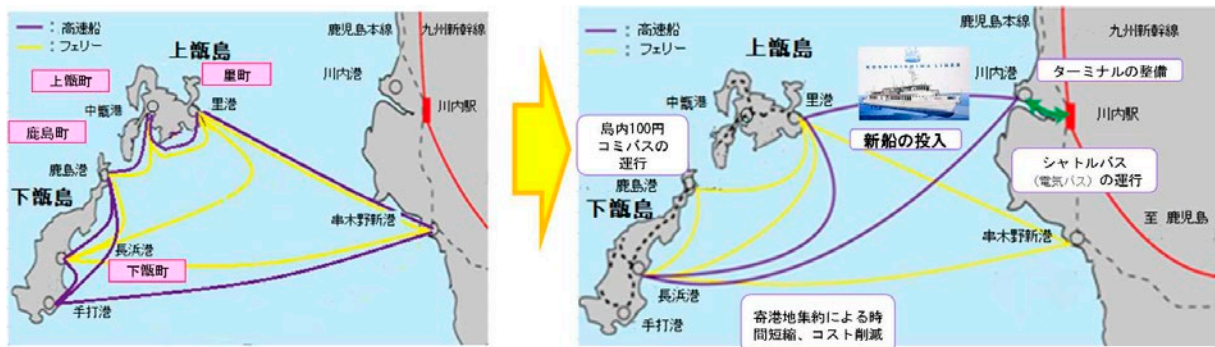 ━ : 高速船
━ : フェリー
上甑島
鹿児島本線
九州新幹線
上甑町
里町
川内港
中甑港
里港
川内駅
鹿島町
鹿島港
下甑島
串木野新港
長浜港
下甑町
手打港
━ : 高速船
━ : フェリー
上甑島
鹿児島本線
九州新幹線
KOSHIKISHIMA LINER
川内港
ターミナルの整備
中甑港
里港
川内駅
島内100円
コミバスの
運行
新船の投入
シャトルバス
(電気バス) の運行
鹿島港
下甑島
至 鹿児島
串木野新港
長浜港
手打港
寄港地集約による時
間短縮、コスト削減